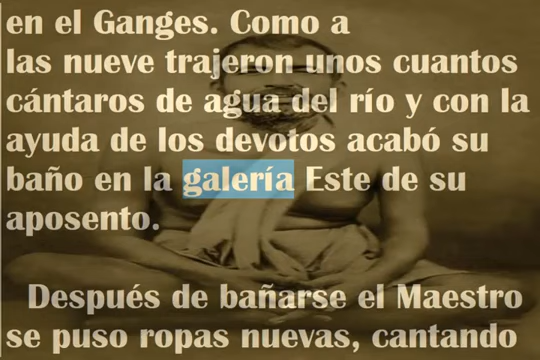 en el Ganges. Como a
las nueve trajeron unos cuantos
cántaros de agua del río y con la
ayuda de los devotos acabó su
baño en la galería Este de su
aposento.
Después de bañarse el Maestro
se puso ropas nuevas, cantando